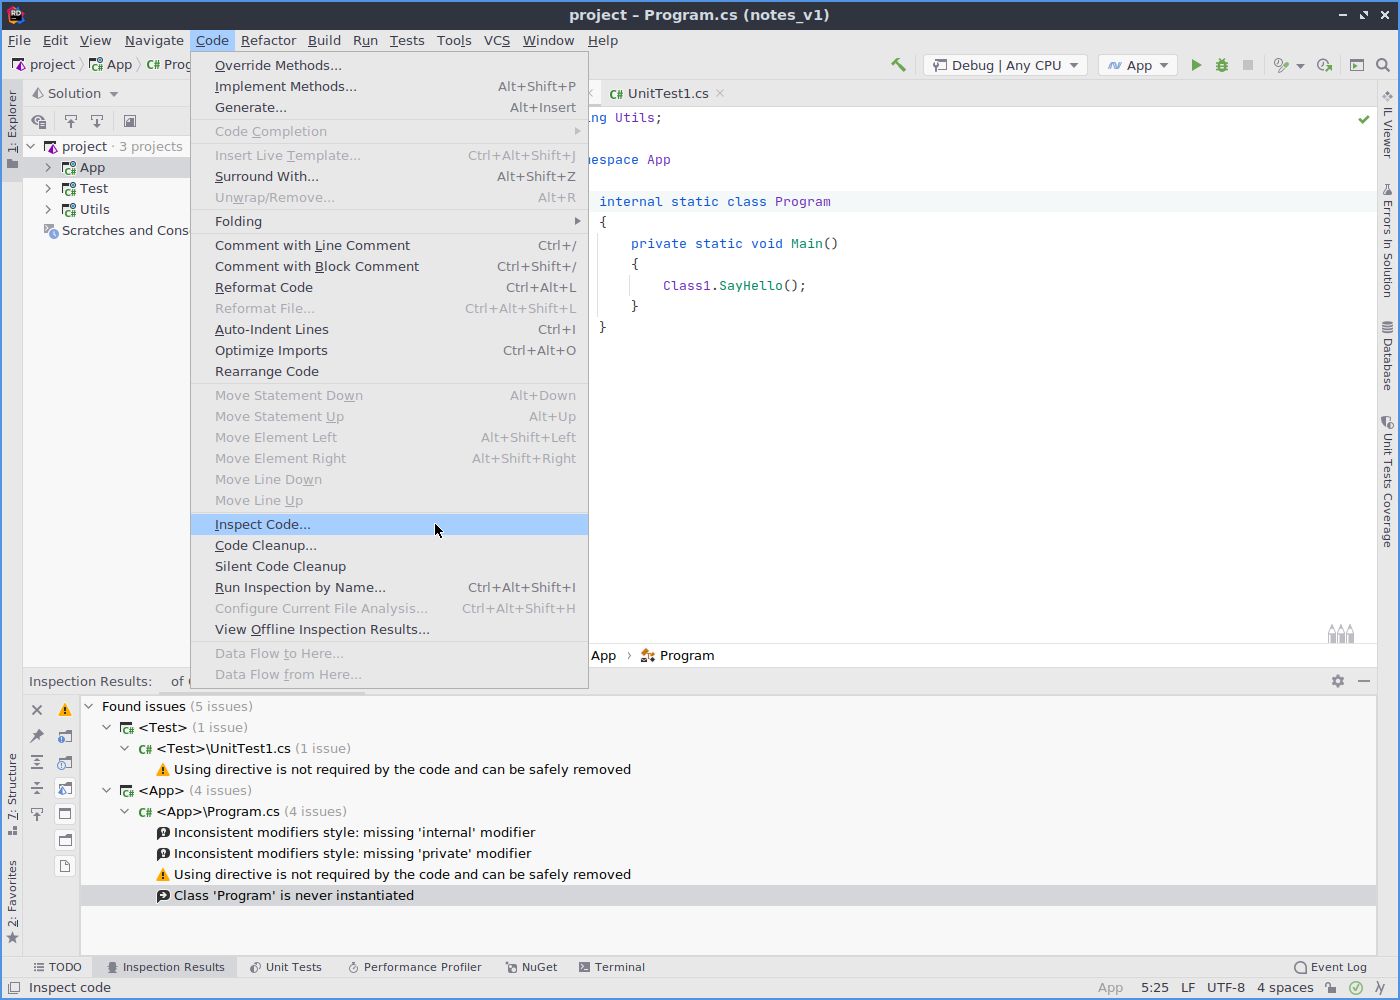 project – Program.cs (notes_v1)
File Edit View Navigate Code Refactor Build Run Tests Tools VCS Window Help
project App Prog Debug | Any CPU App
1: Explorer
Solution
project · 3 projects
App
Test
Utils
Scratches and Cons
Override Methods...
Implement Methods... Alt+Shift+P
Generate... Alt+Insert
Code Completion
Insert Live Template... Ctrl+Alt+Shift+J
Surround With... Alt+Shift+Z
Unwrap/Remove... Alt+R
Folding
Comment with Line Comment Ctrl+/
Comment with Block Comment Ctrl+Shift+/
Reformat Code Ctrl+Alt+L
Reformat File... Ctrl+Alt+Shift+L
Auto-Indent Lines Ctrl+I
Optimize Imports Ctrl+Alt+O
Rearrange Code
Move Statement Down Alt+Down
Move Statement Up Alt+Up
Move Element Left Alt+Shift+Left
Move Element Right Alt+Shift+Right
Move Line Down
Move Line Up
Inspect Code...
Code Cleanup...
Silent Code Cleanup
Run Inspection by Name... Ctrl+Alt+Shift+I
Configure Current File Analysis... Ctrl+Alt+Shift+H
View Offline Inspection Results...
Data Flow to Here...
Data Flow from Here...
UnitTest1.cs
ng Utils;
espace App
internal static class Program
{
private static void Main()
{
Class1.SayHello();
}
}
App Program
IL Viewer
Errors In Solution
Database
Unit Tests Coverage
Inspection Results: of
Found issues (5 issues)
<Test> (1 issue)
<Test>\UnitTest1.cs (1 issue)
Using directive is not required by the code and can be safely removed
<App> (4 issues)
<App>\Program.cs (4 issues)
Inconsistent modifiers style: missing 'internal' modifier
Inconsistent modifiers style: missing 'private' modifier
Using directive is not required by the code and can be safely removed
Class 'Program' is never instantiated
7: Structure
2: Favorites
TODO Inspection Results Unit Tests Performance Profiler NuGet Terminal Event Log
Inspect code App 5:25 LF UTF-8 4 spaces